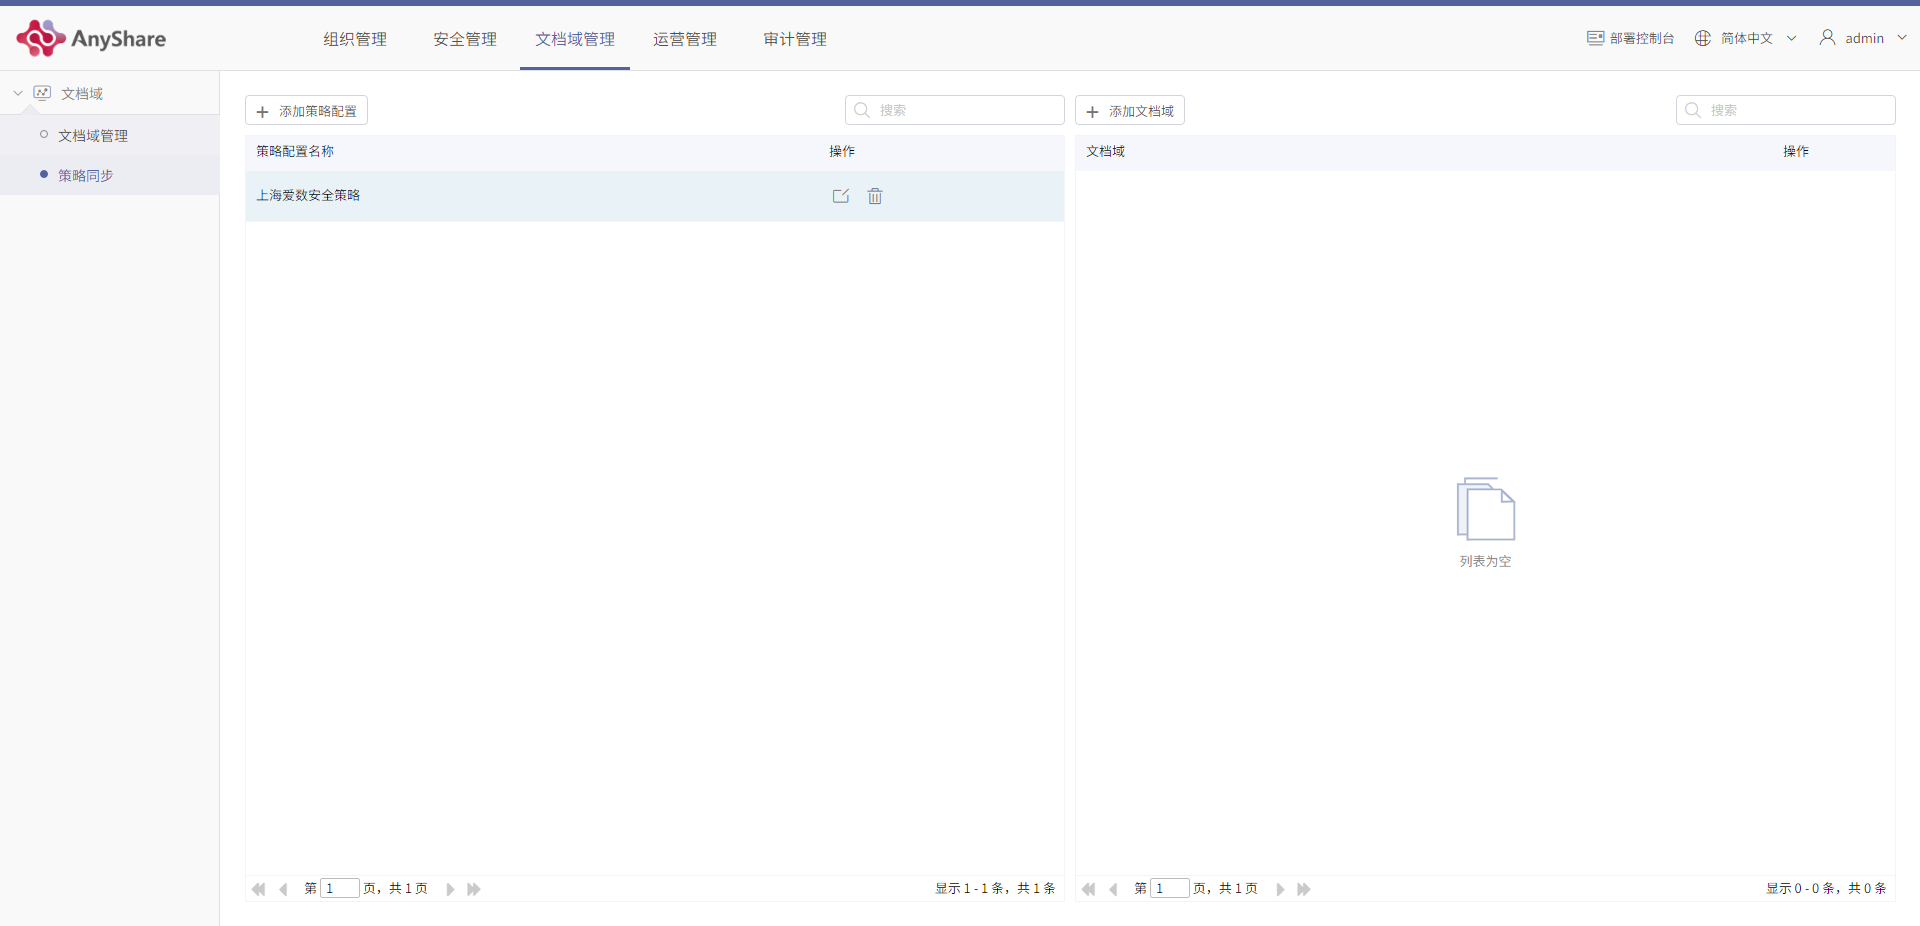 AnyShare
组织管理
安全管理
文档域管理
运营管理
审计管理
部署控制台
简体中文
admin
文档域
文档域管理
策略同步
添加策略配置
搜索
策略配置名称
操作
上海爱数安全策略
第 1 页，共 1 页
显示 1 - 1 条，共 1 条
添加文档域
搜索
文档域
操作
列表为空
第 1 页，共 1 页
显示 0 - 0 条，共 0 条